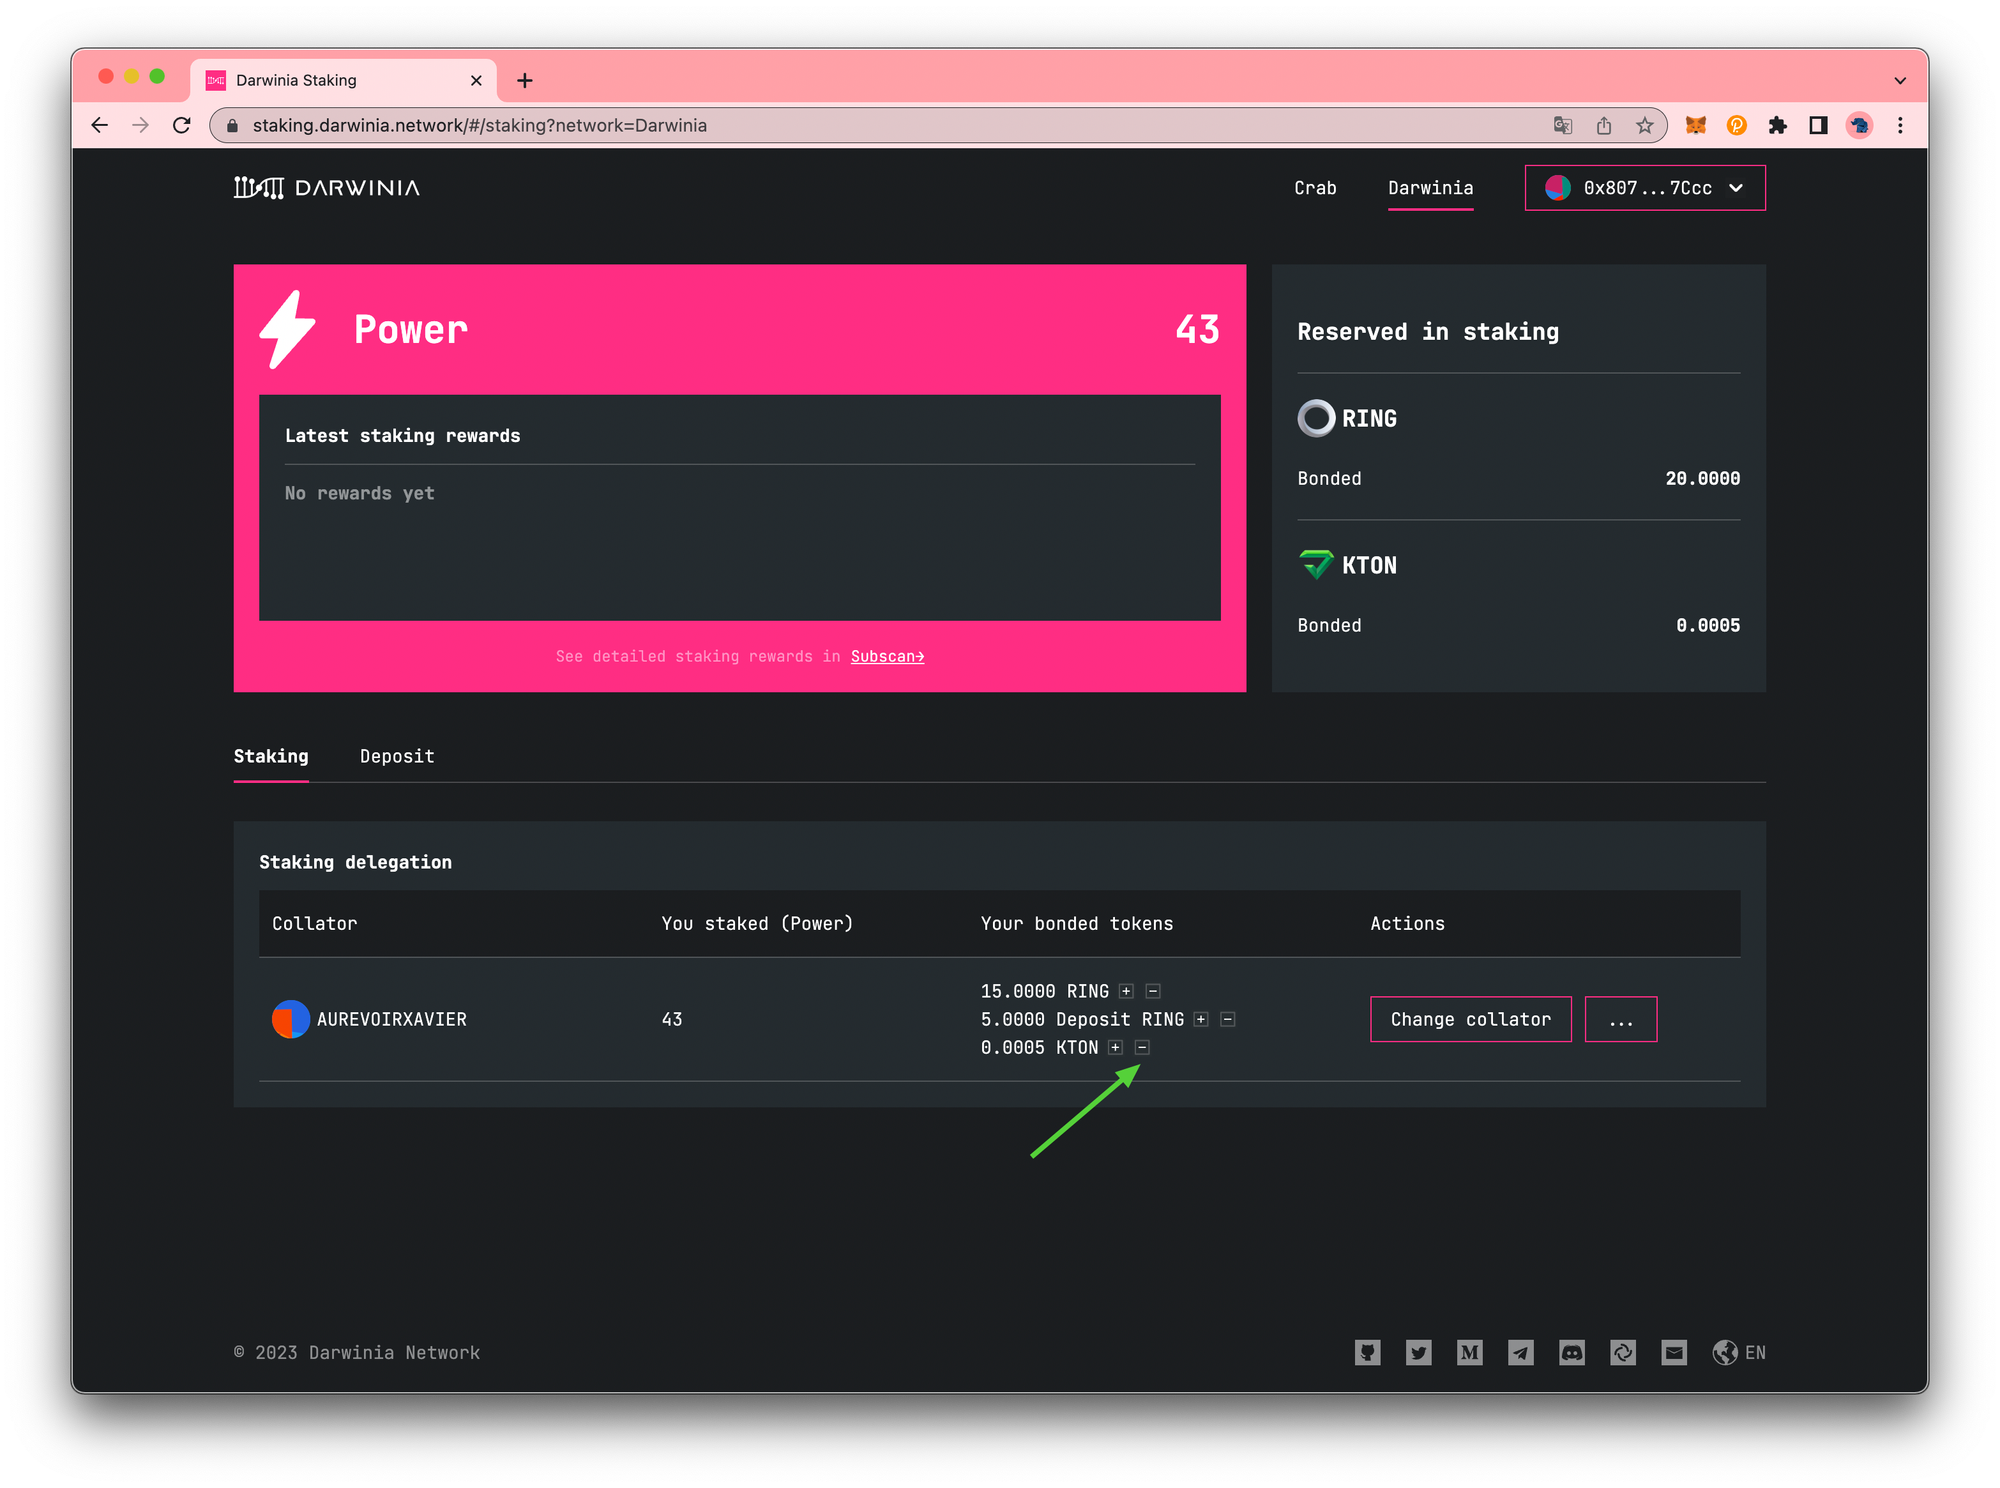 Darwinia Staking
staking.darwinia.network/#/staking?network=Darwinia
DARWINIA
Crab
Darwinia
0x807...7Ccc
Power
43
Latest staking rewards
No rewards yet
See detailed staking rewards in Subscan→
Reserved in staking
RING
Bonded 20.0000
KTON
Bonded 0.0005
Staking
Deposit
Staking delegation
Collator You staked (Power) Your bonded tokens Actions
15.0000 RING + −
AUREVOIRXAVIER 43 5.0000 Deposit RING + − Change collator ...
0.0005 KTON + −
© 2023 Darwinia Network
EN